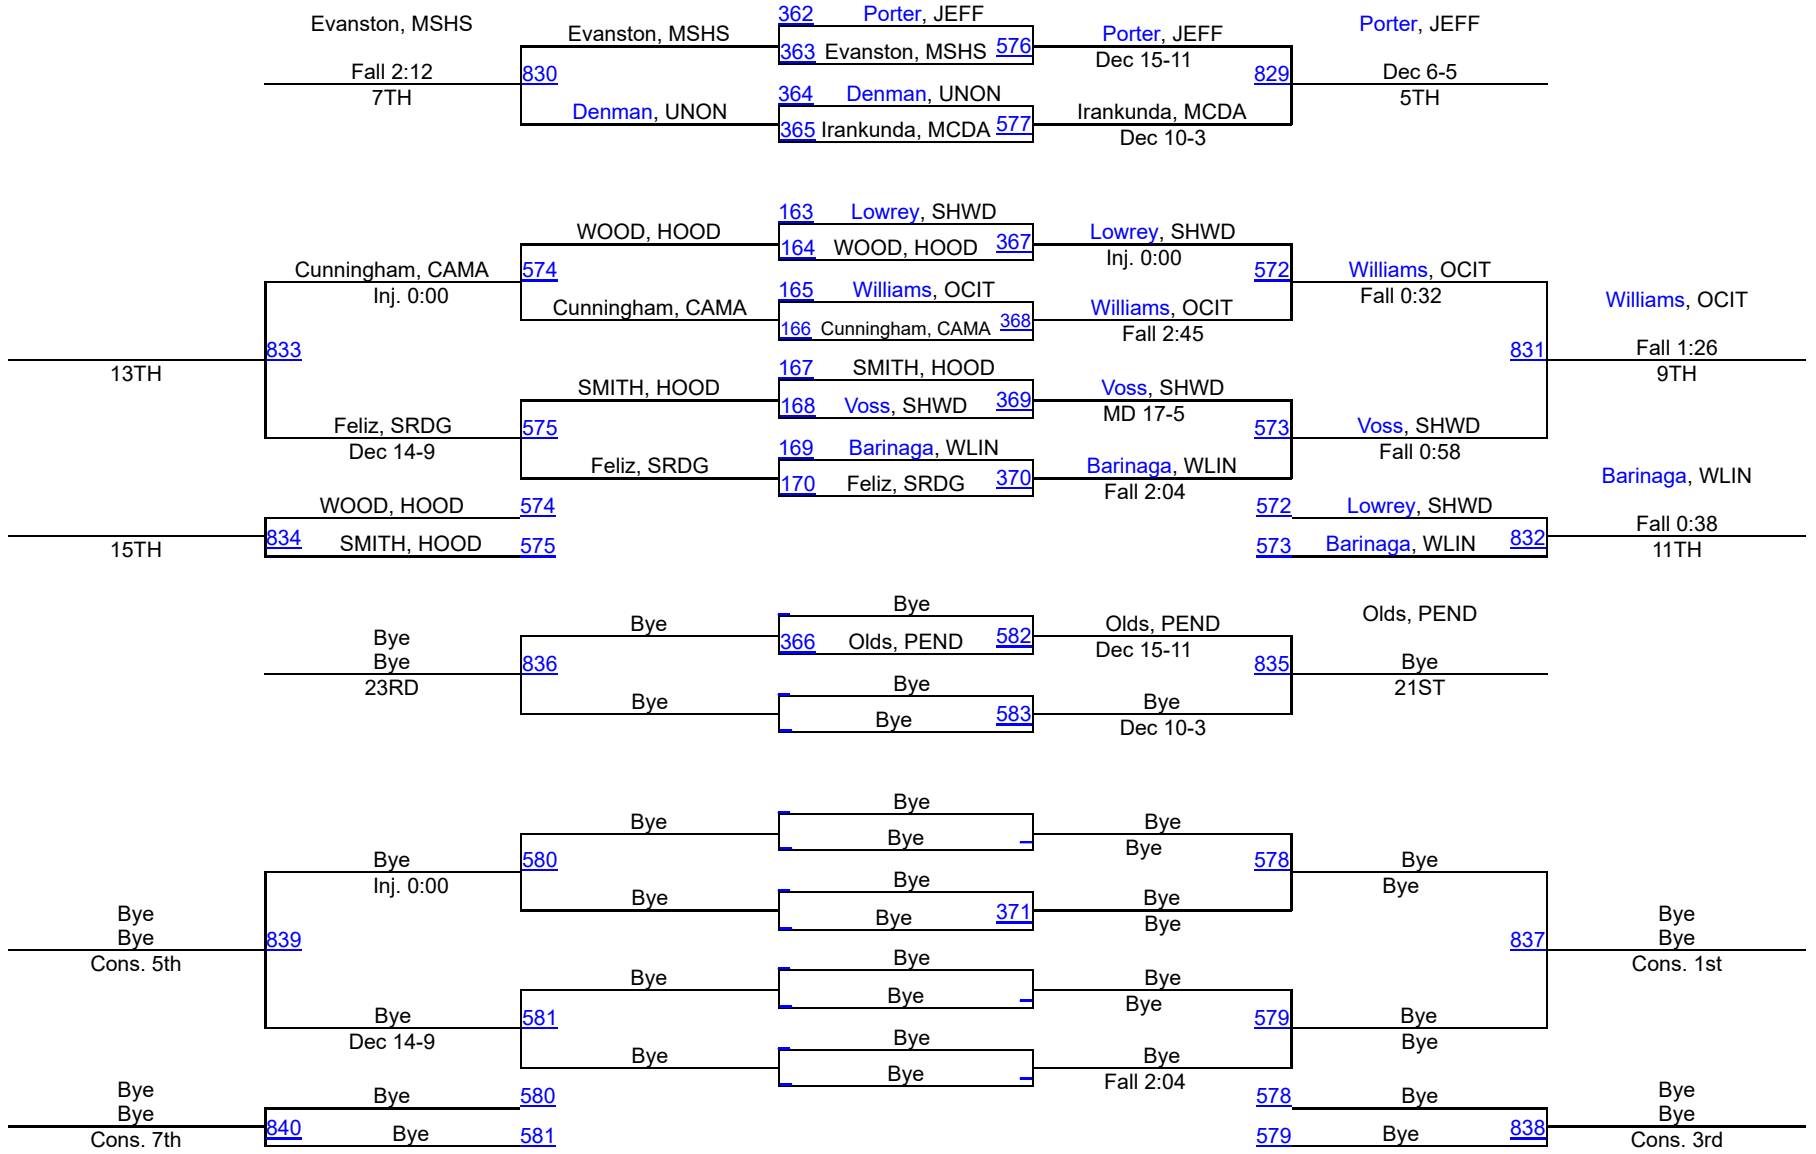 362 Porter, JEFF
Evanston, MSHS Evanston, MSHS 363 Evanston, MSHS 576 Porter, JEFF Porter, JEFF
Dec 15-11
Fall 2:12 830 829 Dec 6-5
7TH 5TH
364 Denman, UNON
Denman, UNON 365 Irankunda, MCDA 577 Irankunda, MCDA
Dec 10-3
163 Lowrey, SHWD
WOOD, HOOD 164 WOOD, HOOD 367 Lowrey, SHWD
Inj. 0:00
Cunningham, CAMA 574 572 Williams, OCIT
Inj. 0:00 Fall 0:32
165 Williams, OCIT Williams, OCIT
Cunningham, CAMA 166 Cunningham, CAMA 368 Williams, OCIT
Fall 2:45
833 831 Fall 1:26
13TH 9TH
167 SMITH, HOOD
SMITH, HOOD 168 Voss, SHWD 369 Voss, SHWD
MD 17-5
Feliz, SRDG 575 573 Voss, SHWD
Dec 14-9 Fall 0:58
169 Barinaga, WLIN
Feliz, SRDG 170 Feliz, SRDG 370 Barinaga, WLIN Barinaga, WLIN
Fall 2:04
WOOD, HOOD 574 572 Lowrey, SHWD
834 832 Fall 0:38
15TH SMITH, HOOD 575 573 Barinaga, WLIN 11TH
Bye
Bye Bye 366 Olds, PEND 582 Olds, PEND Olds, PEND
Dec 15-11
Bye 836 835 Bye
23RD 21ST
Bye
Bye Bye 583 Bye
Dec 10-3
Bye
Bye Bye Bye
Bye
Bye 580 578 Bye
Inj. 0:00 Bye
Bye
Bye Bye 371 Bye
Bye
Bye Bye
Bye 839 837 Bye
Cons. 5th Cons. 1st
Bye
Bye Bye Bye
Bye
Bye 581 579 Bye
Dec 14-9 Bye
Bye
Bye Bye Bye
Fall 2:04
Bye Bye 580 578 Bye Bye
Bye 840 838 Bye
Cons. 7th Bye 581 579 Bye Cons. 3rd